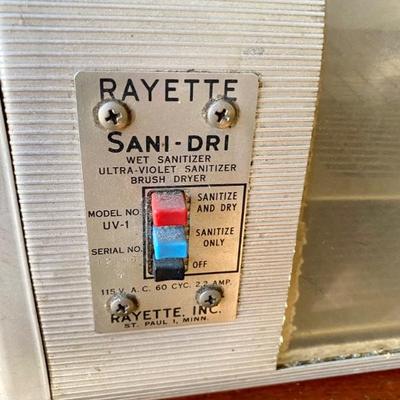 RAYETTE
SANI-DRI
WET SANITIZER
ULTRA-VIOLET SANITIZER
BRUSH DRYER
SANITIZE
AND DRY
MODEL NO.
UV-1
SANITIZE
ONLY
SERIAL NO.
OFF
115 V. A.C. 60 CYC. 2.2 AMP.
RAYETTE, INC.
ST. PAUL 1, MINN.